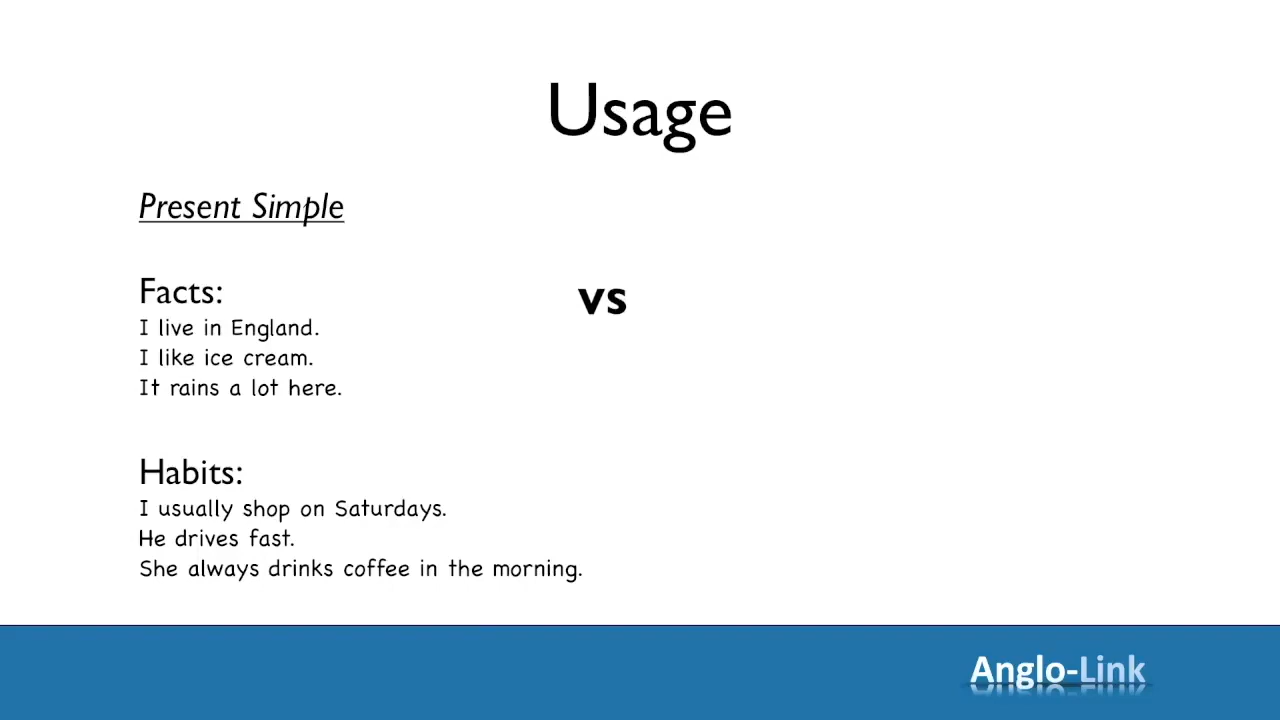 Usage
Present Simple
Facts:
vs
I live in England.
I like ice cream.
It rains a lot here.
Habits:
I usually shop on Saturdays.
He drives fast.
She always drinks coffee in the morning.
Anglo-Link